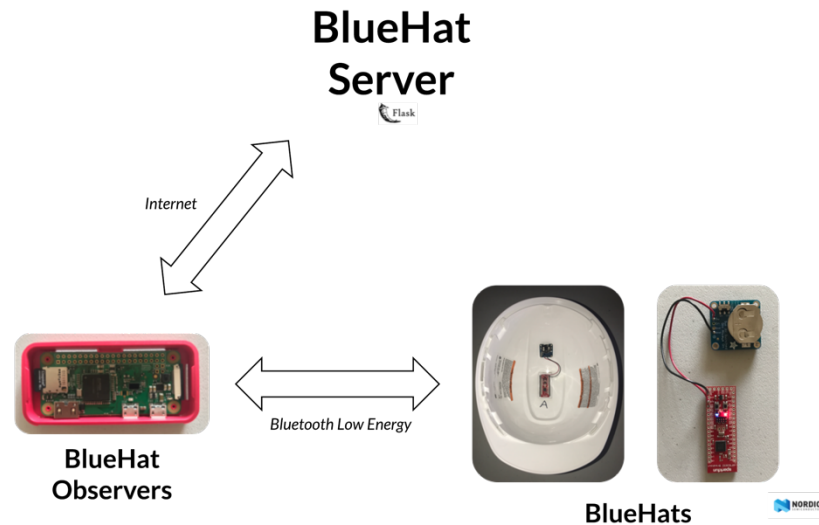 BlueHat
Server
Flask
Internet
Bluetooth Low Energy
BlueHat
Observers
A
BlueHats
NORDIC